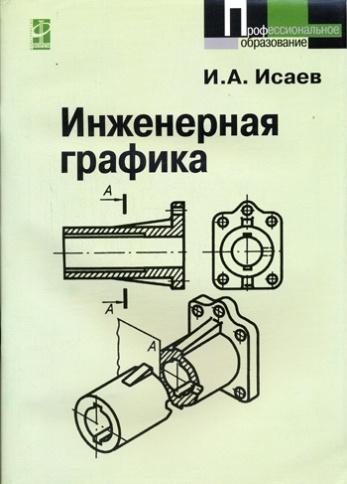 Профессиональное
образование
И.А. Исаев
Инженерная
графика
А
А
А